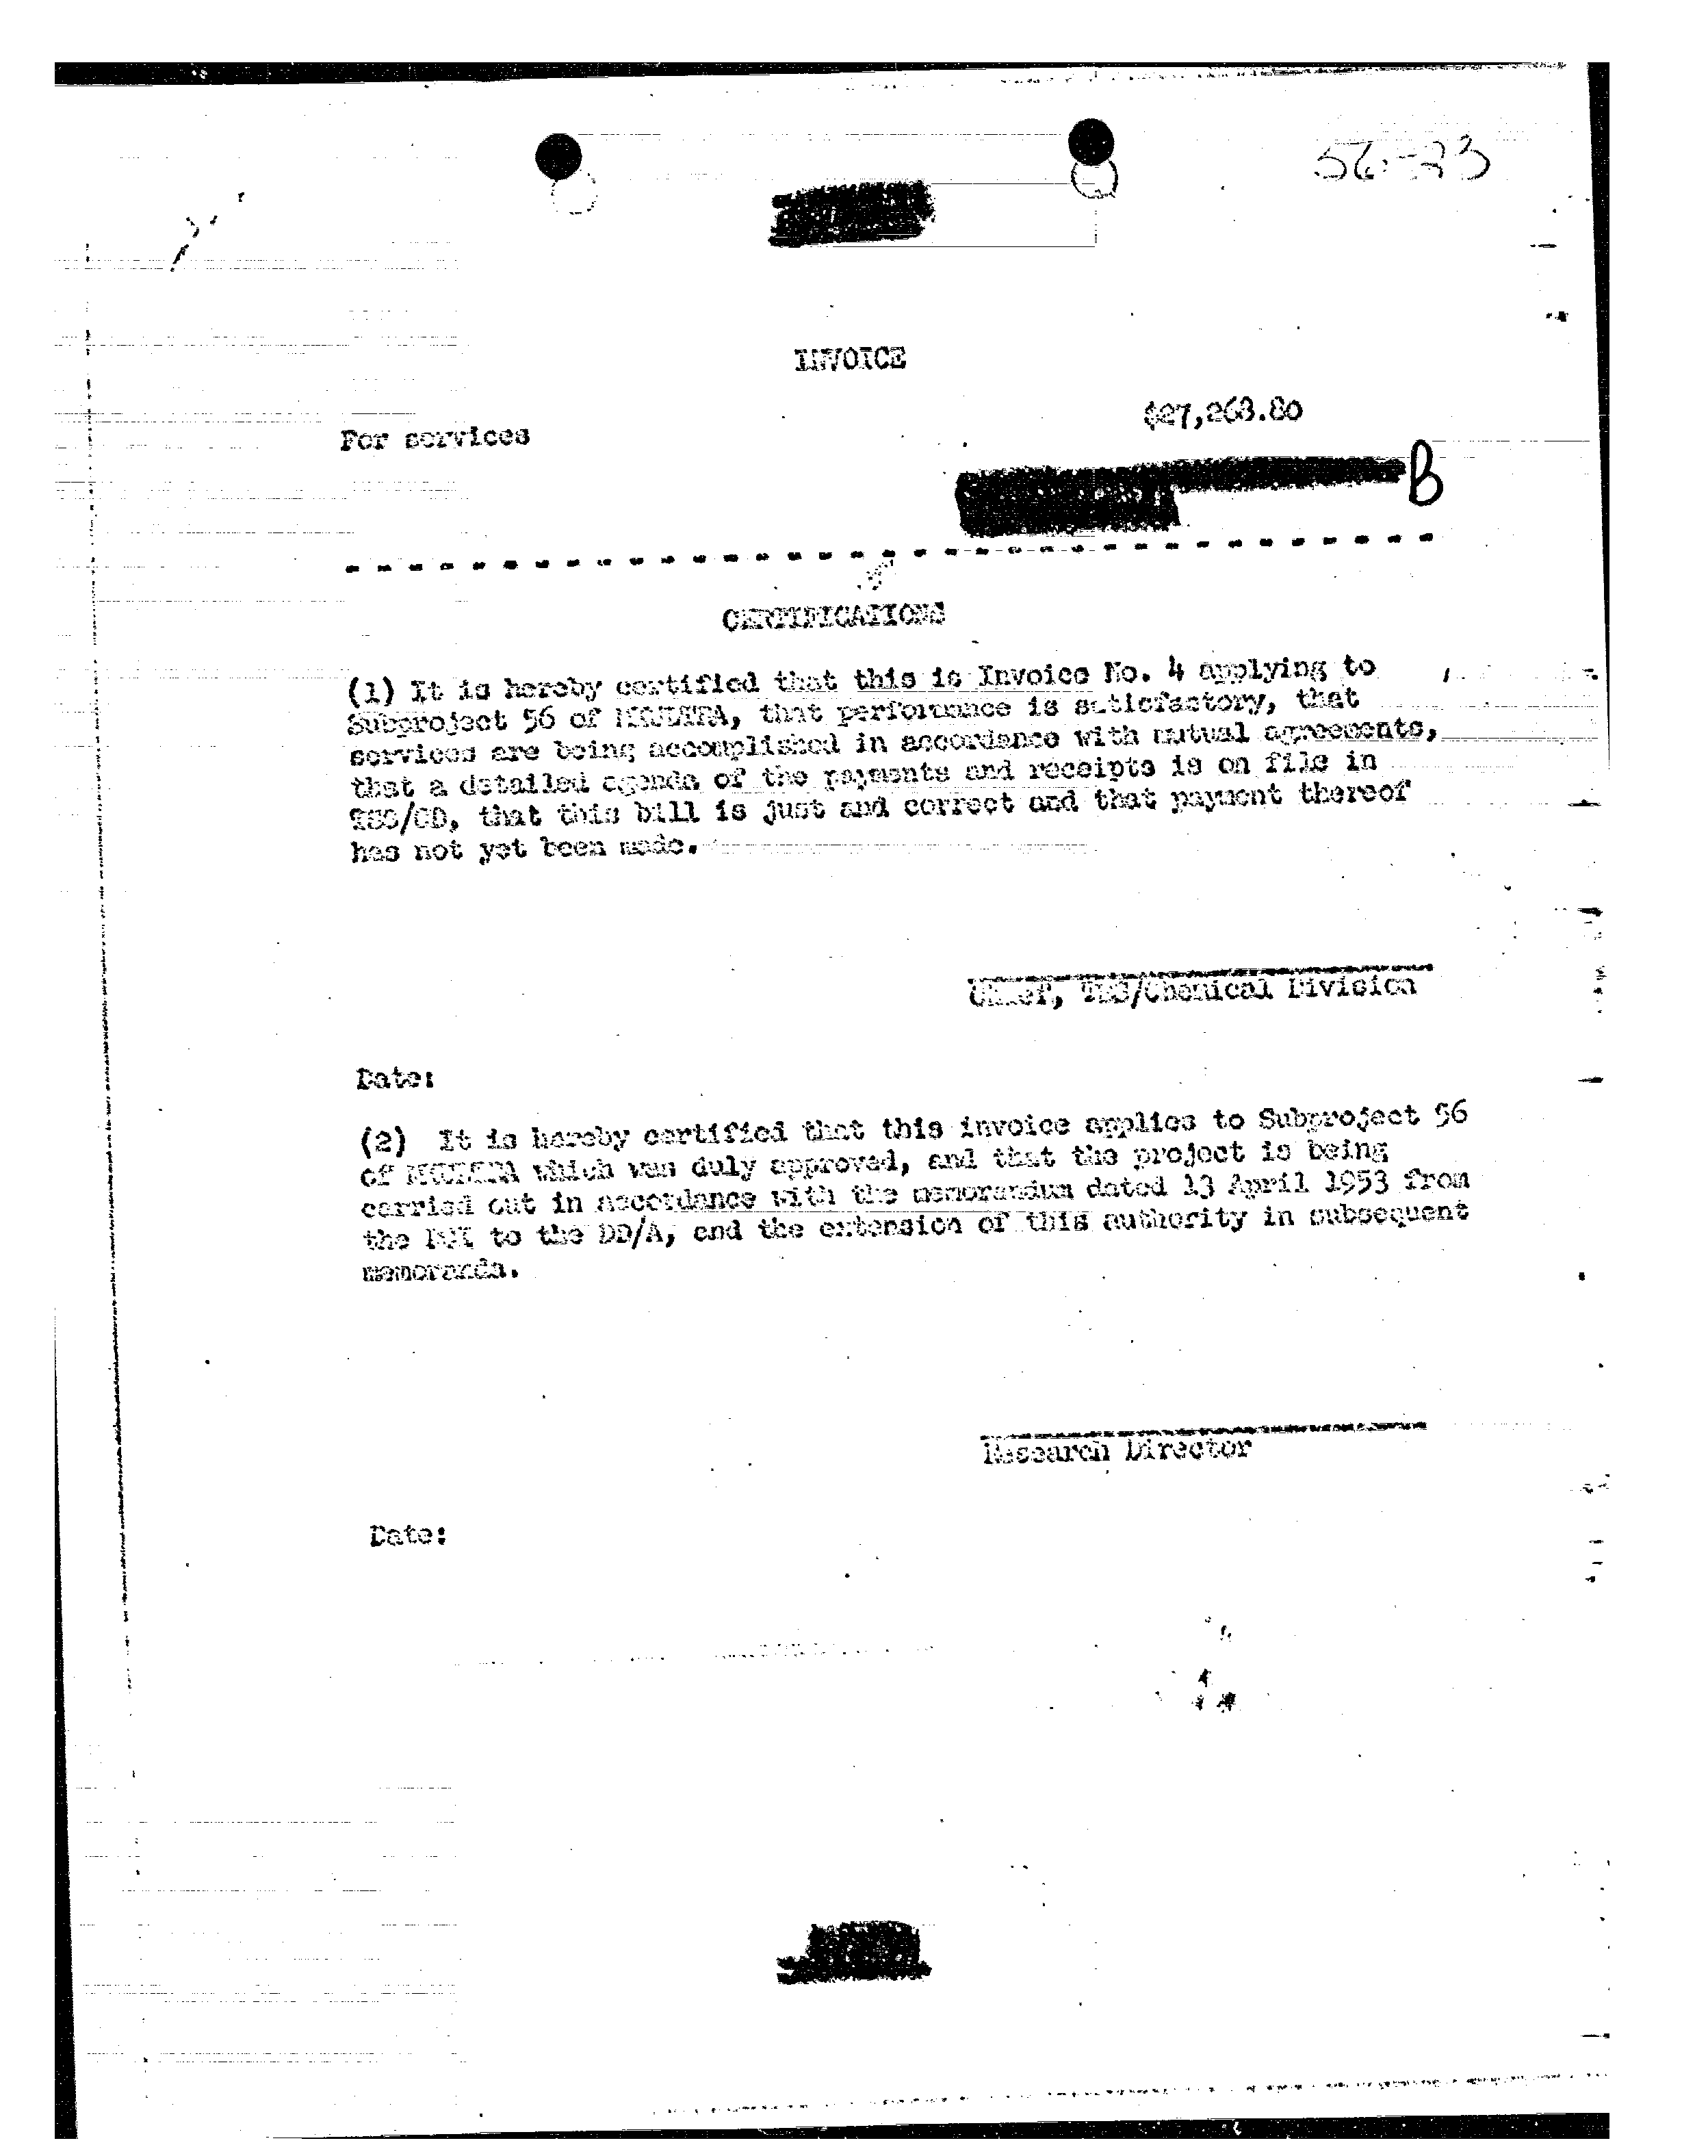 56-23
INVOICE
$27,268.80
For services
B
CERTIFICATIONS
(1) It is hereby certified that this is Invoice No. 4 applying to
Subproject 56 of that performance is satisfactory, that
services are being accomplished in accordance with mutual agreements,
that a detailed agenda of the payments and receipts is on file in
TSS/CD, that this bill is just and correct and that payment thereof
has not yet been made.
Chief, TSS/Chemical Division
Date:
(2) It is hereby certified that this invoice applies to Subproject 56
of which was duly approved, and that the project is being
carried out in accordance with the memorandum dated 13 April 1953 from
the DCI to the DD/A, and the extension of this authority in subsequent
memoranda.
Research Director
Date: